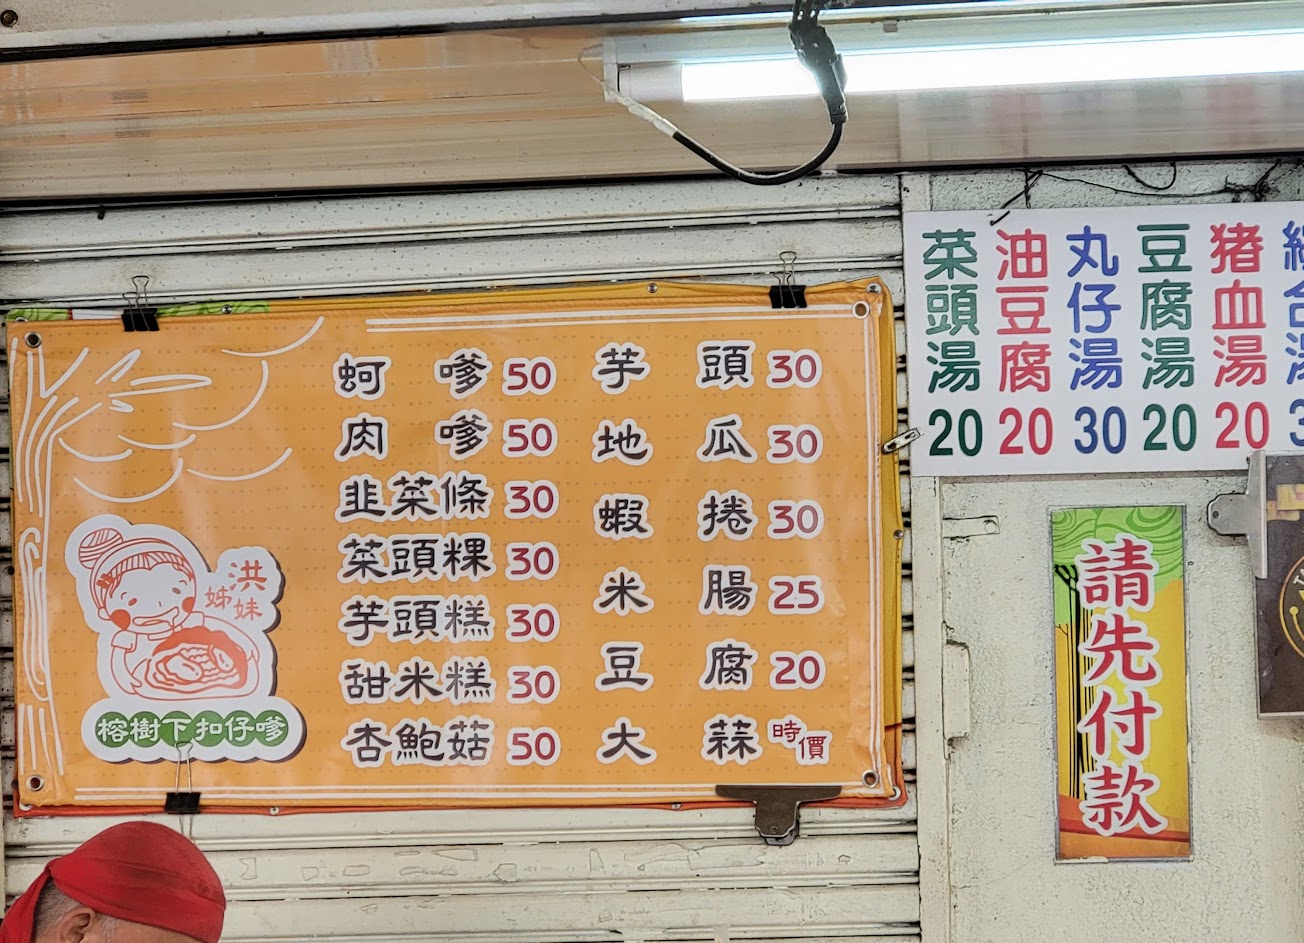 蚵嗲 50
肉嗲 50
韭菜條 30
菜頭粿 30
芋頭糕 30
甜米糕 30
杏鮑菇 50
芋頭 30
地瓜 30
蝦捲 30
米腸 25
豆腐 20
大蒜 時價
洪
姊妹
榕樹下扣仔嗲
菜頭湯 20
油豆腐 20
丸仔湯 30
豆腐湯 20
猪血湯 20
請先付款